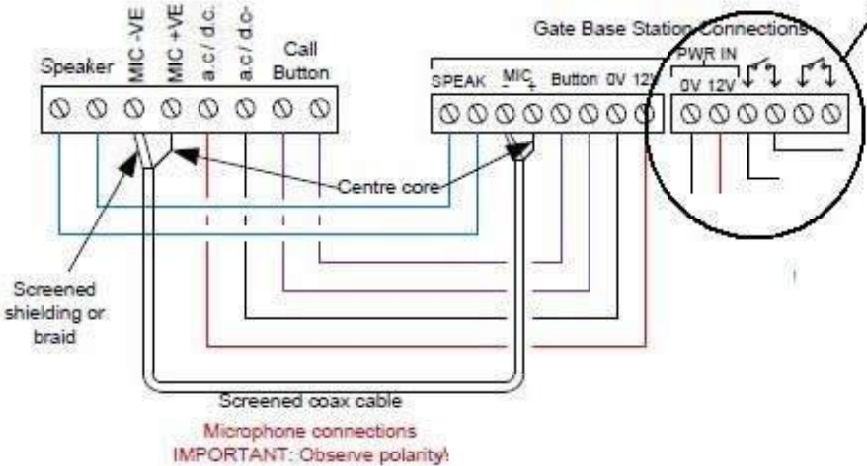 Gate Base Station Connections
Speaker
MIC -VE
MIC +VE
a.c/ d.c.
a.c/ d.c-
Call
Button
PWR IN
SPEAK
MIC
- +
Button 0V 12V
0V 12V
Centre core
Screened
shielding or
braid
Screened coax cable
Microphone connections
IMPORTANT: Observe polarity!